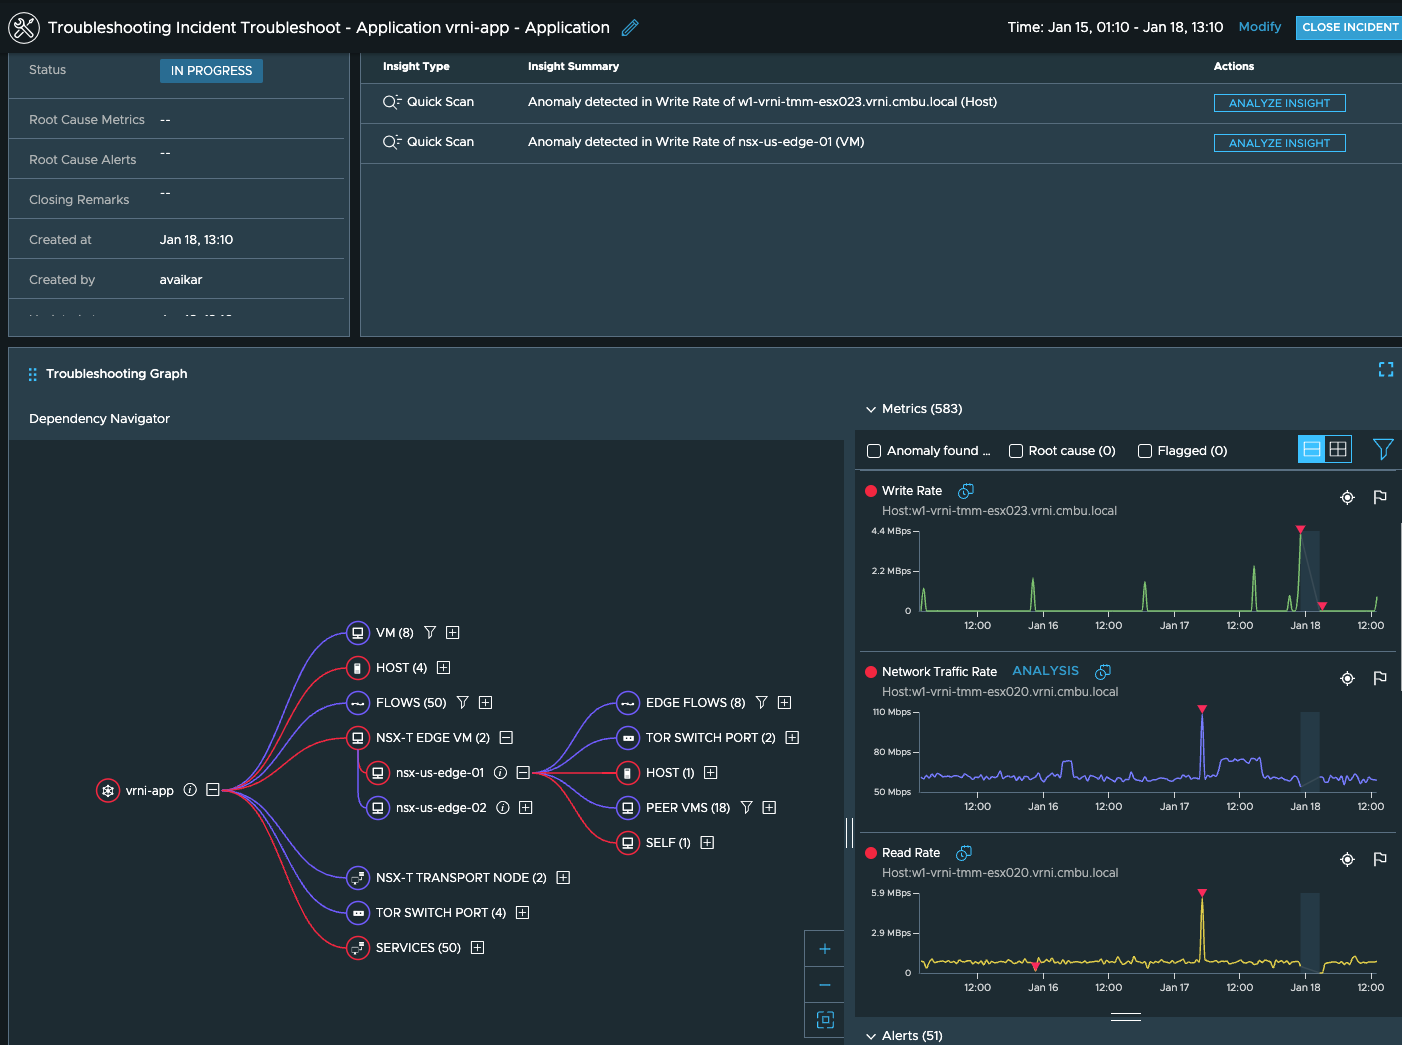 Troubleshooting Incident Troubleshoot - Application vrni-app - Application
Time: Jan 15, 01:10 - Jan 18, 13:10 Modify CLOSE INCIDENT
Status IN PROGRESS
Root Cause Metrics --
Root Cause Alerts --
Closing Remarks --
Created at Jan 18, 13:10
Created by avaikar
Insight Type Insight Summary Actions
Quick Scan Anomaly detected in Write Rate of w1-vrni-tmm-esx023.vrni.cmbu.local (Host) ANALYZE INSIGHT
Quick Scan Anomaly detected in Write Rate of nsx-us-edge-01 (VM) ANALYZE INSIGHT
Troubleshooting Graph
Dependency Navigator
vrni-app
VM (8)
HOST (4)
FLOWS (50)
NSX-T EDGE VM (2)
nsx-us-edge-01
nsx-us-edge-02
NSX-T TRANSPORT NODE (2)
TOR SWITCH PORT (4)
SERVICES (50)
EDGE FLOWS (8)
TOR SWITCH PORT (2)
HOST (1)
PEER VMS (18)
SELF (1)
Metrics (583)
Anomaly found ... Root cause (0) Flagged (0)
Write Rate
Host:w1-vrni-tmm-esx023.vrni.cmbu.local
4.4 MBps
2.2 MBps
0
12:00 Jan 16 12:00 Jan 17 12:00 Jan 18 12:00
Network Traffic Rate ANALYSIS
Host:w1-vrni-tmm-esx020.vrni.cmbu.local
110 Mbps
80 Mbps
50 Mbps
12:00 Jan 16 12:00 Jan 17 12:00 Jan 18 12:00
Read Rate
Host:w1-vrni-tmm-esx020.vrni.cmbu.local
5.9 MBps
2.9 MBps
0
12:00 Jan 16 12:00 Jan 17 12:00 Jan 18 12:00
Alerts (51)